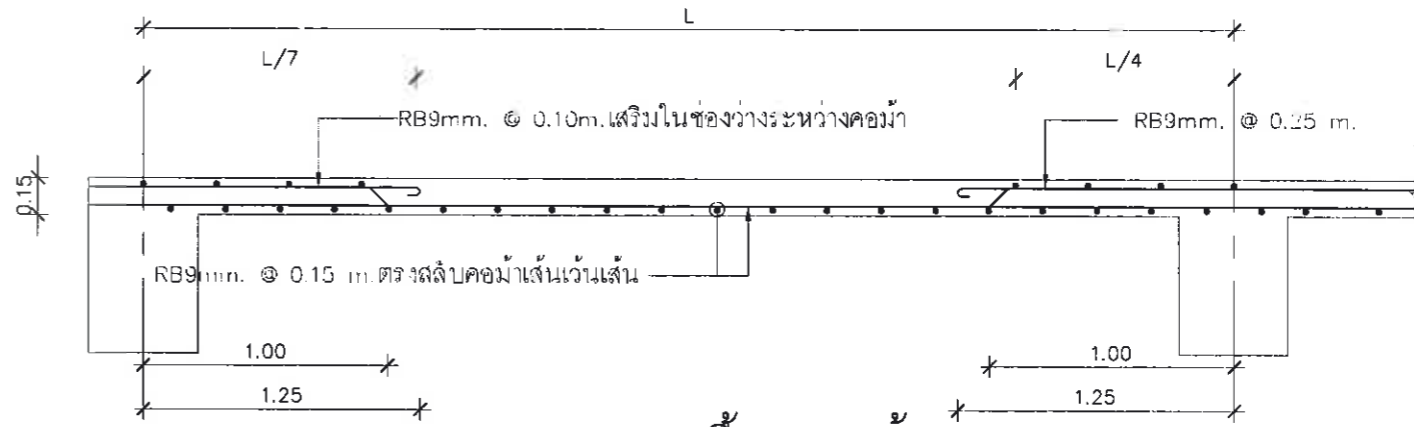 L
L/7
L/4
RB9mm. @ 0.10m.เสริมในช่องว่างระหว่างคอม้า
RB9mm. @ 0.25 m.
0.15
RB9mm. @ 0.15 m.ตรงสลับคอม้าเส้นเว้นเส้น
1.00
1.00
1.25
1.25